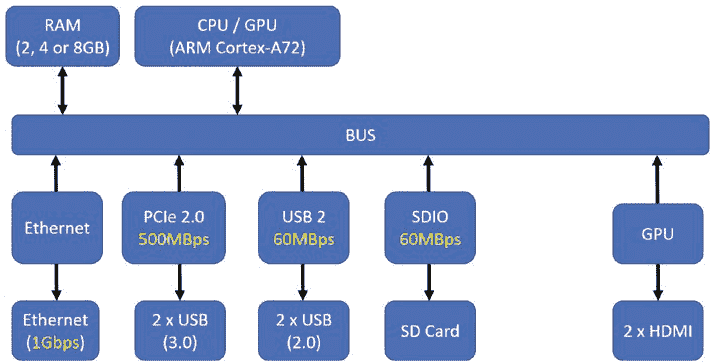 RAM
(2, 4 or 8GB)
CPU / GPU
(ARM Cortex-A72)
BUS
Ethernet
PCIe 2.0
500MBps
USB 2
60MBps
SDIO
60MBps
GPU
Ethernet
(1Gbps)
2 x USB
(3.0)
2 x USB
(2.0)
SD Card
2 x HDMI